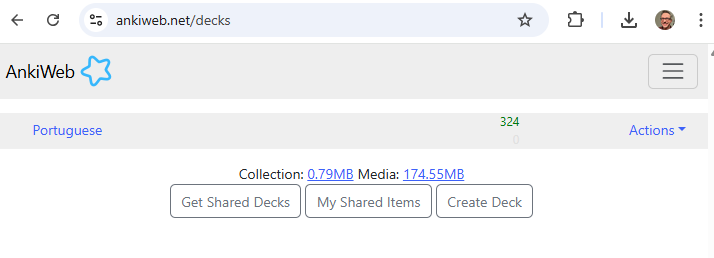 ankiweb.net/decks
AnkiWeb
Portuguese 324 Actions
0
Collection: 0.79MB Media: 174.55MB
Get Shared Decks My Shared Items Create Deck